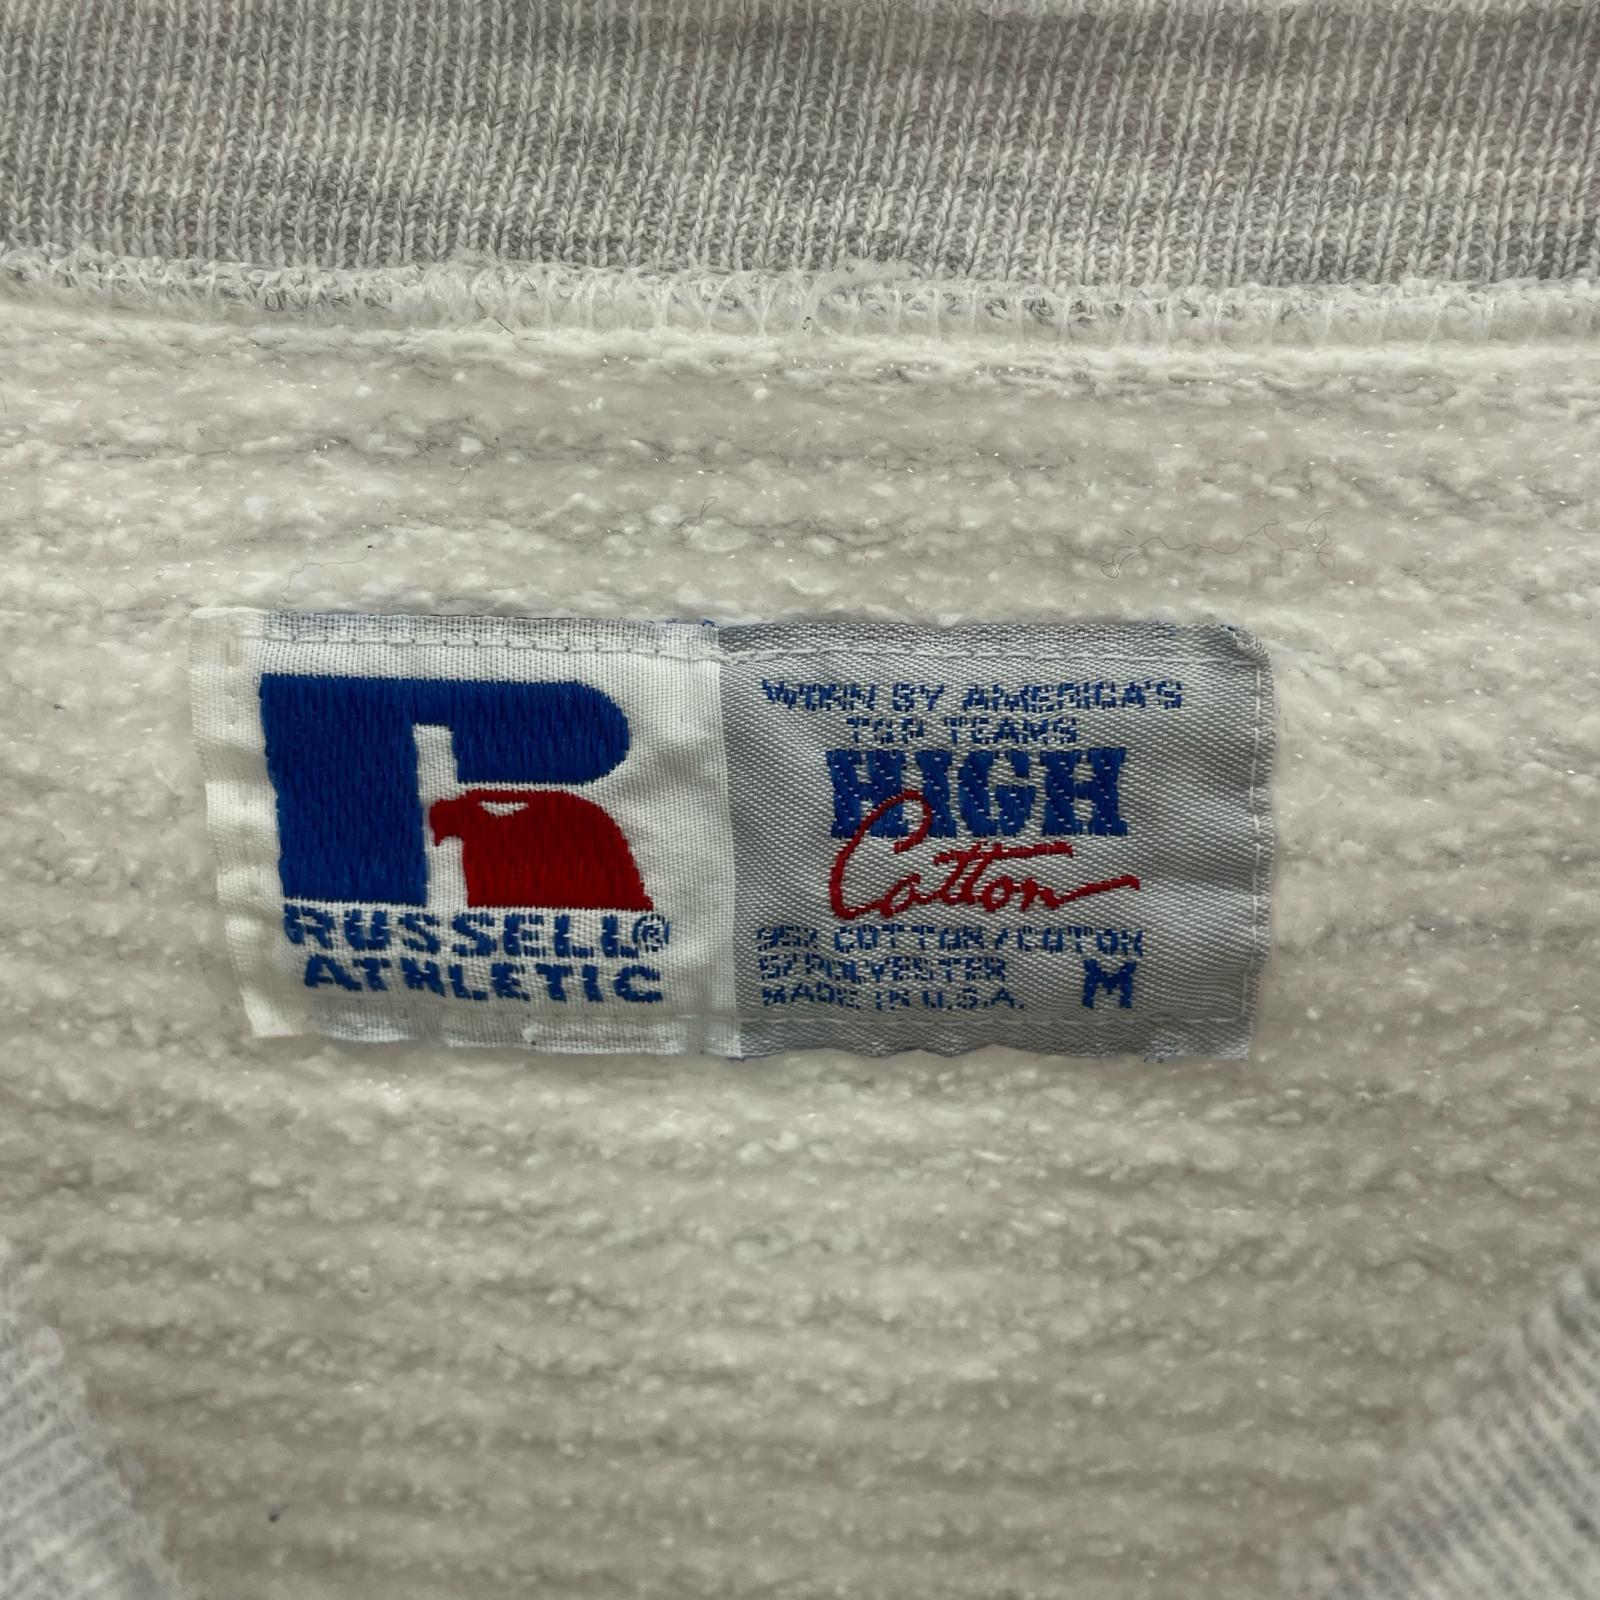 RUSSELL®
ATHLETIC
WORN BY AMERICA'S
TOP TEAMS
HIGH
Cotton
95% COTTON/COTON
5% POLYESTER
MADE IN U.S.A.
M